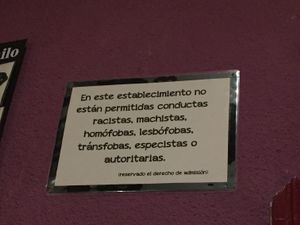 ilo
En este establecimiento no
están permitidas conductas
racistas, machistas,
homófobas, lesbófobas,
tránsfobas, especistas o
autoritarias.
(reservado el derecho de admisión)